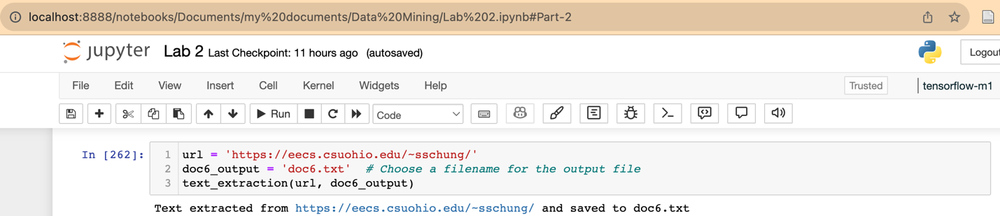 localhost:8888/notebooks/Documents/my%20documents/Data%20Mining/Lab%202.ipynb#Part-2
jupyter Lab 2 Last Checkpoint: 11 hours ago (autosaved)
Logout
File Edit View Insert Cell Kernel Widgets Help Trusted tensorflow-m1
Run Code
In [262]: 1 url = 'https://eecs.csuohio.edu/~sschung/'
2 doc6_output = 'doc6.txt' # Choose a filename for the output file
3 text_extraction(url, doc6_output)
Text extracted from https://eecs.csuohio.edu/~sschung/ and saved to doc6.txt